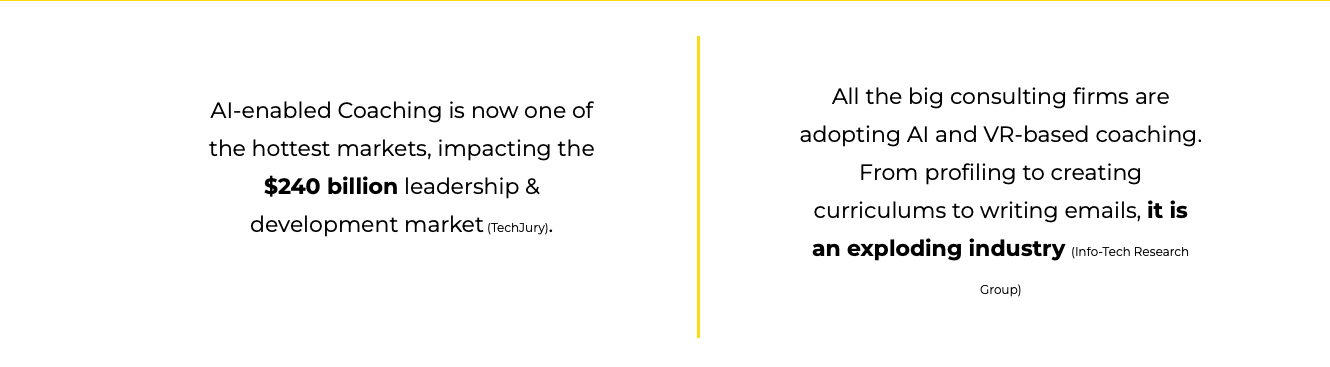 AI-enabled Coaching is now one of
the hottest markets, impacting the
$240 billion leadership &
development market (TechJury).
All the big consulting firms are
adopting AI and VR-based coaching.
From profiling to creating
curriculums to writing emails, it is
an exploding industry (Info-Tech Research
Group)